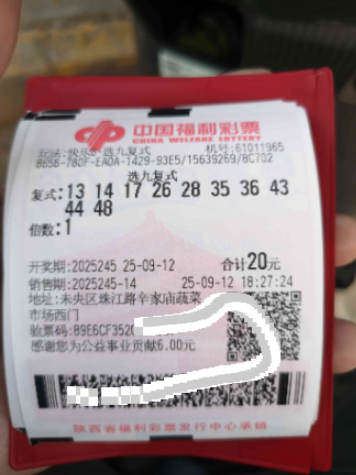 中国福利彩票
CHINA WELFARE LOTTERY
玩法:快乐8-选九复式 机号:61011965
8656-780F-EADA-1429-93E5/15639269/8C702
选九复式
复式:13 14 17 26 28 35 36 43
44 48
倍数:1
开奖期:2025245 25-09-12 合计20元
销售期:2025245-14 25-09-12 18:27:24
地址:未央区珠江路辛家庙蔬菜
市场西门
验票码:89E6CF3520
感谢您为公益事业贡献6.00元
陕西省福利彩票发行中心承销